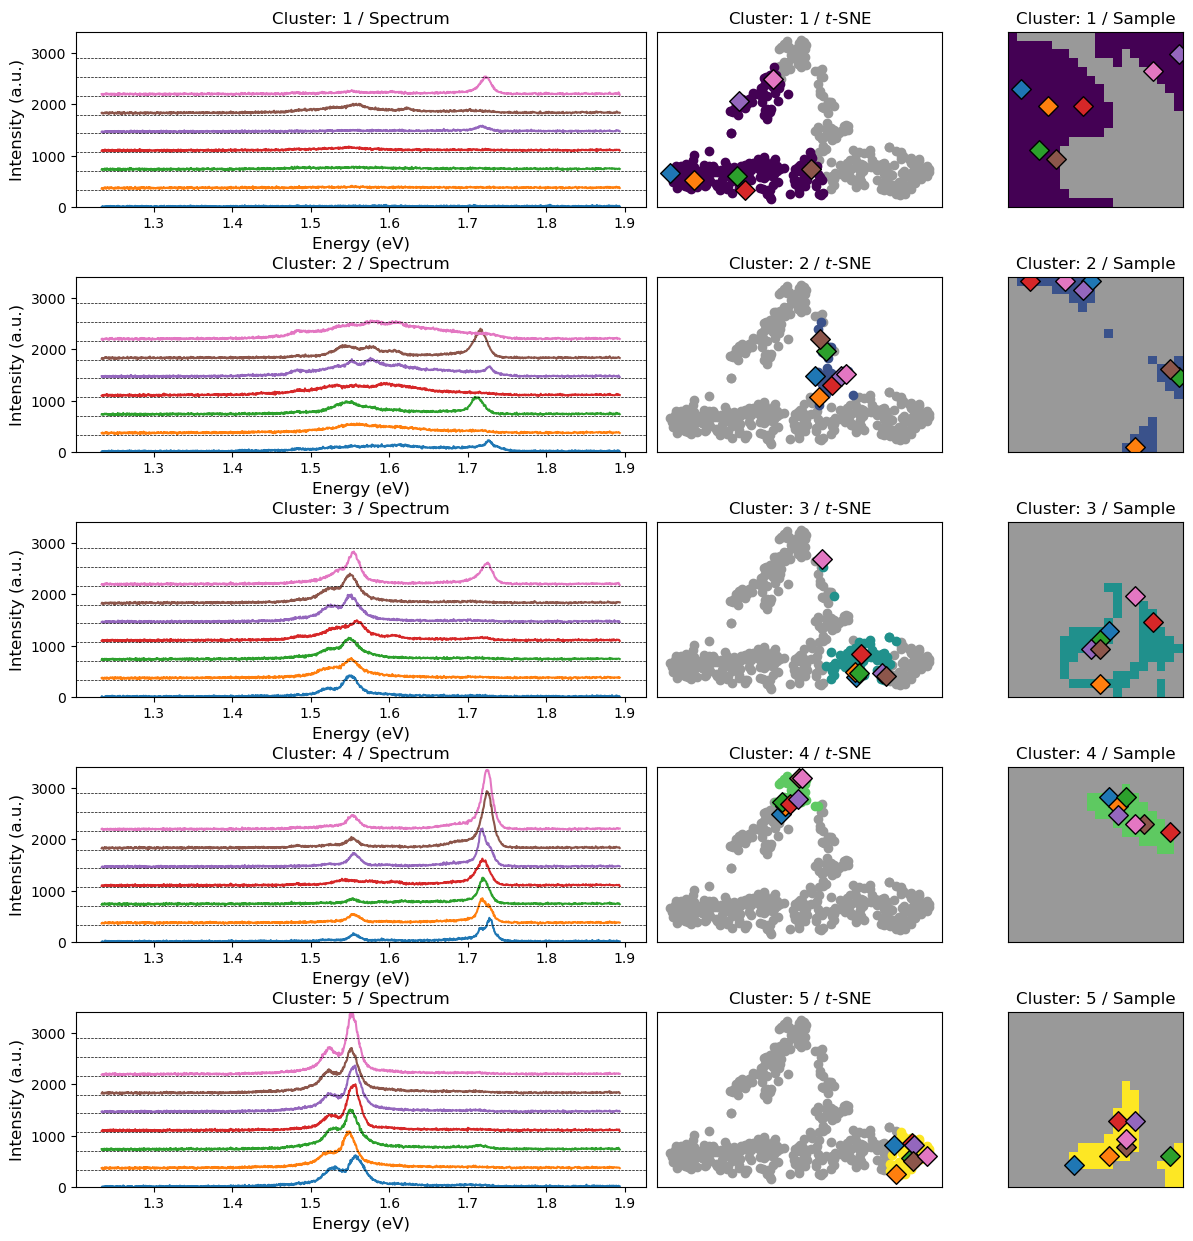 Cluster: 1 / Spectrum
Cluster: 1 / t-SNE
Cluster: 1 / Sample
Intensity (a.u.)
3000
2000
1000
0
1.3 1.4 1.5 1.6 1.7 1.8 1.9
Energy (eV)
Cluster: 2 / Spectrum
Cluster: 2 / t-SNE
Cluster: 2 / Sample
Intensity (a.u.)
3000
2000
1000
0
1.3 1.4 1.5 1.6 1.7 1.8 1.9
Energy (eV)
Cluster: 3 / Spectrum
Cluster: 3 / t-SNE
Cluster: 3 / Sample
Intensity (a.u.)
3000
2000
1000
0
1.3 1.4 1.5 1.6 1.7 1.8 1.9
Energy (eV)
Cluster: 4 / Spectrum
Cluster: 4 / t-SNE
Cluster: 4 / Sample
Intensity (a.u.)
3000
2000
1000
0
1.3 1.4 1.5 1.6 1.7 1.8 1.9
Energy (eV)
Cluster: 5 / Spectrum
Cluster: 5 / t-SNE
Cluster: 5 / Sample
Intensity (a.u.)
3000
2000
1000
0
1.3 1.4 1.5 1.6 1.7 1.8 1.9
Energy (eV)